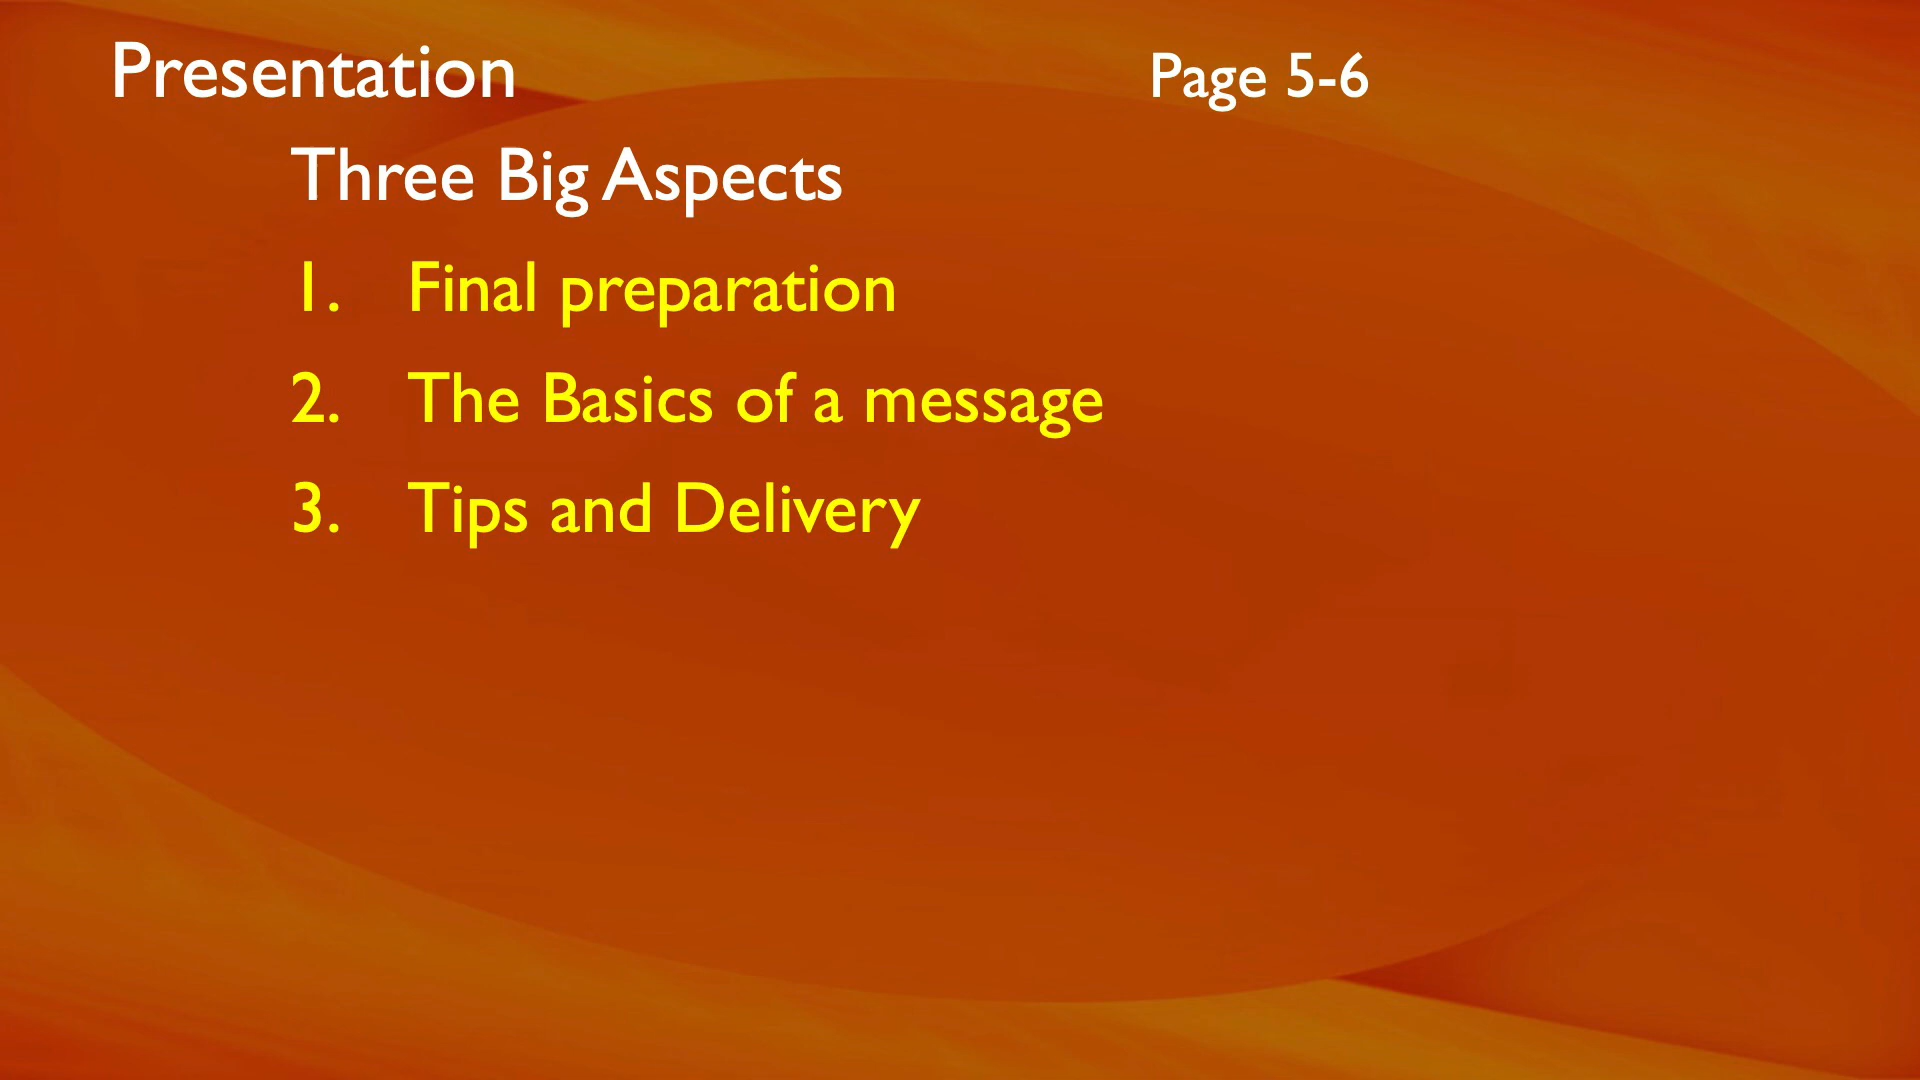 Presentation Page 5-6
Three Big Aspects
1. Final preparation
2. The Basics of a message
3. Tips and Delivery